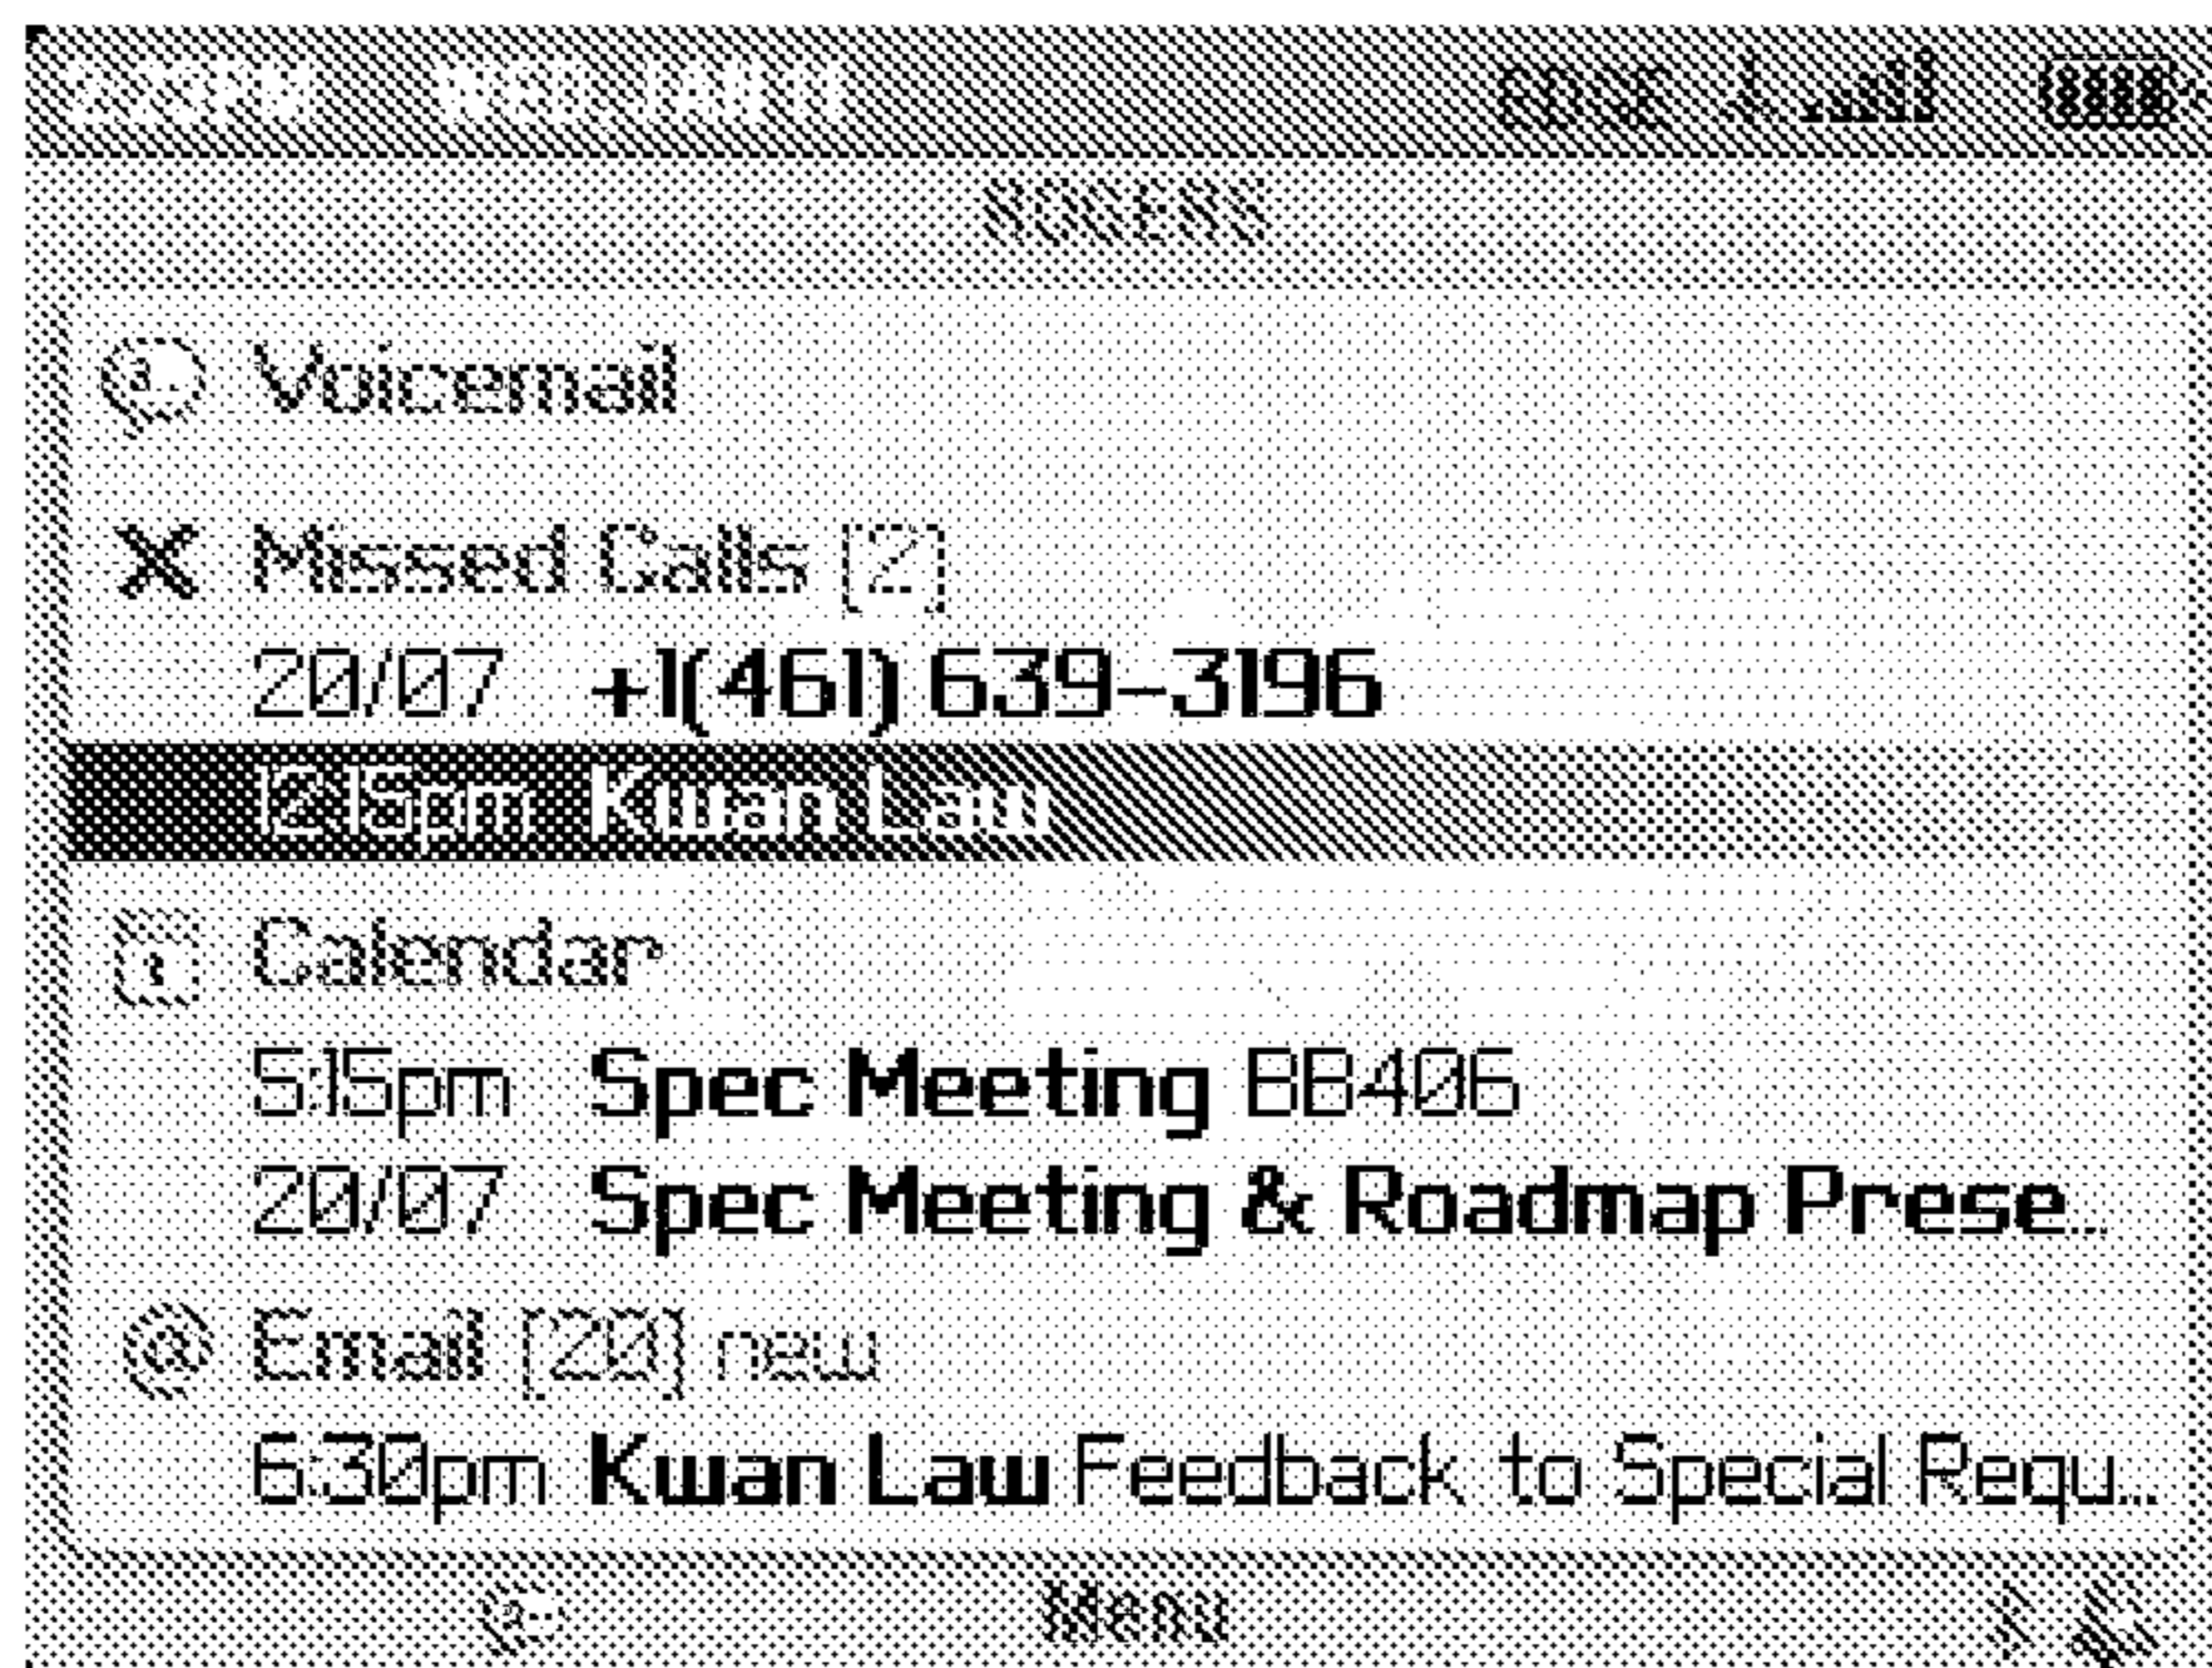 ROGERS
Voicemail
Missed Calls [2]
20/07 +1(461) 639-3196
12:15pm Kwan Law
Calendar
5:15pm Spec Meeting BB406
20/07 Spec Meeting & Roadmap Prese...
@ Email [20] new
6:30pm Kwan Law Feedback to Special Requ...
Menu